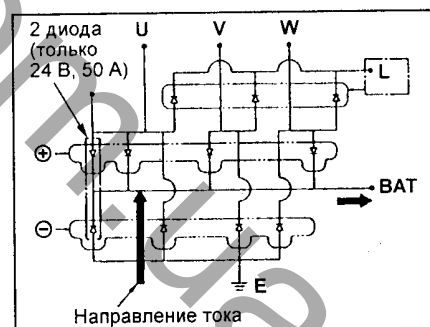 2 диода
(только
24 В, 50 А)
U
V
W
L
⊕
BAT
⊖
E
Направление тока